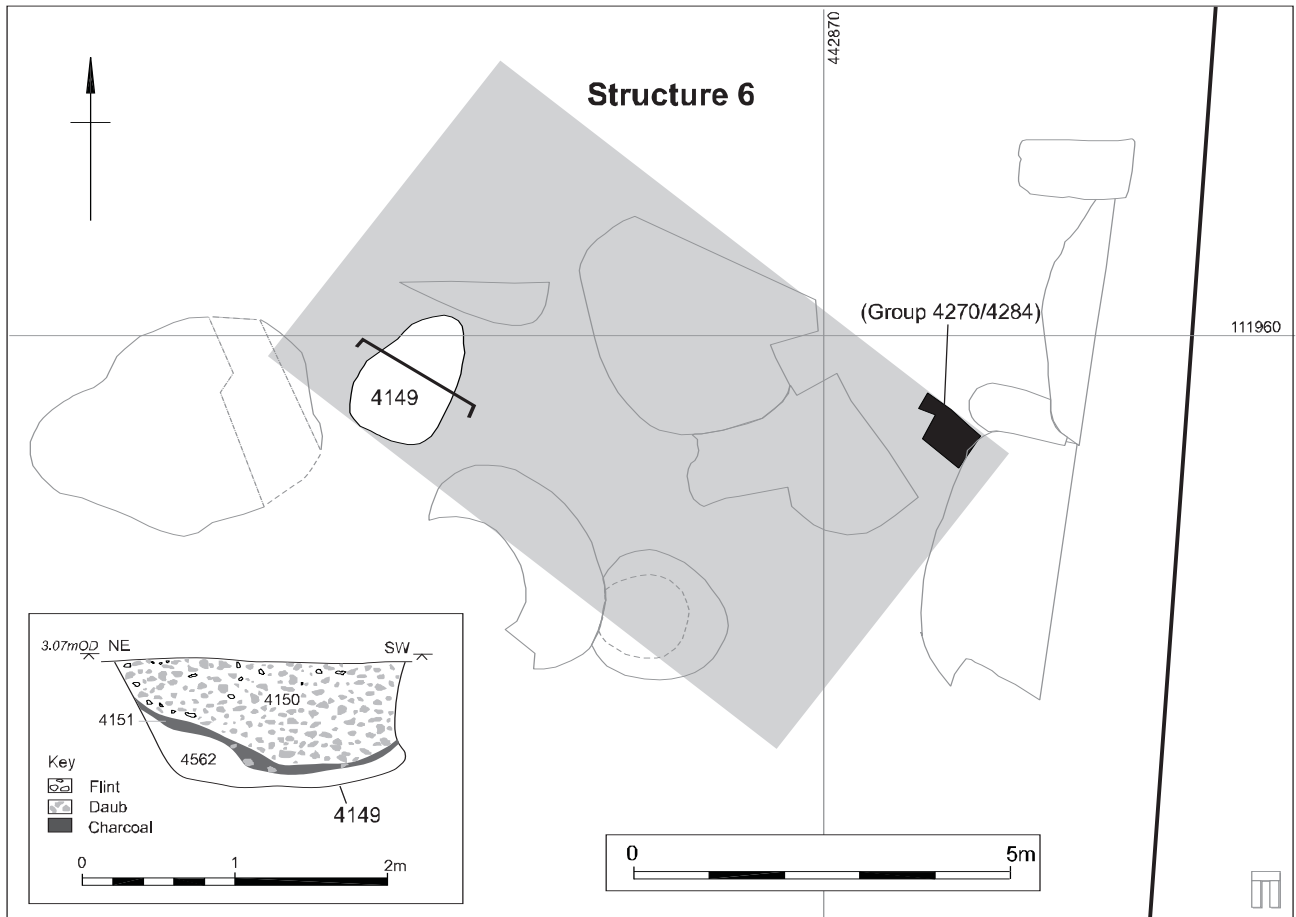 Structure 6
442870
(Group 4270/4284)
111960
4149
3.07mOD NE SW
4150
4151
4562
Key
Flint
Daub
Charcoal
4149
0 1 2m
0 5m